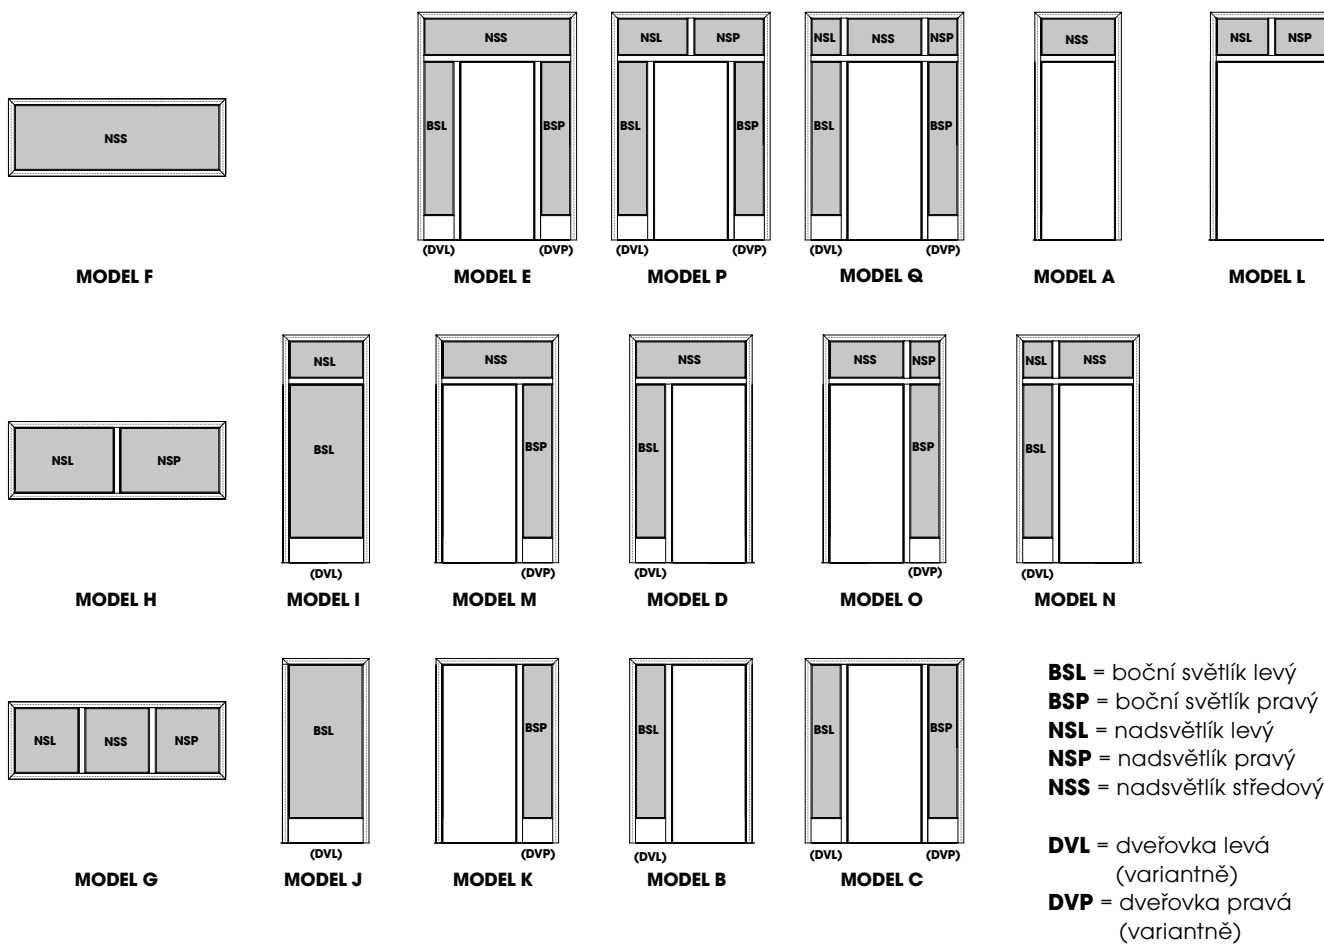 NSS
MODEL F
NSS
BSL BSP
(DVL) (DVP)
MODEL E
NSL NSP
BSL BSP
(DVL) (DVP)
MODEL P
NSL NSS NSP
BSL BSP
(DVL) (DVP)
MODEL Q
NSS
MODEL A
NSL NSP
MODEL L
NSL NSP
MODEL H
NSL
BSL
(DVL)
MODEL I
NSS
BSP
(DVP)
MODEL M
NSS
BSL
(DVL)
MODEL D
NSS NSP
BSP
(DVP)
MODEL O
NSL NSS
BSL
(DVL)
MODEL N
NSL NSS NSP
MODEL G
BSL
(DVL)
MODEL J
BSP
(DVP)
MODEL K
BSL
(DVL)
MODEL B
BSL BSP
(DVL) (DVP)
MODEL C
BSL = boční světlík levý
BSP = boční světlík pravý
NSL = nadsvětlík levý
NSP = nadsvětlík pravý
NSS = nadsvětlík středový
DVL = dveřovka levá
(variantně)
DVP = dveřovka pravá
(variantně)